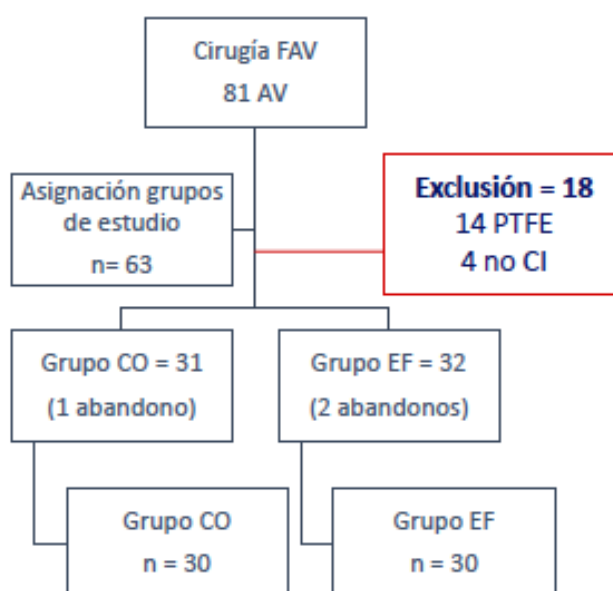 Cirugía FAV
81 AV
Asignación grupos
de estudio
n= 63
Exclusión = 18
14 PTFE
4 no CI
Grupo CO = 31
(1 abandono)
Grupo EF = 32
(2 abandonos)
Grupo CO
n = 30
Grupo EF
n = 30